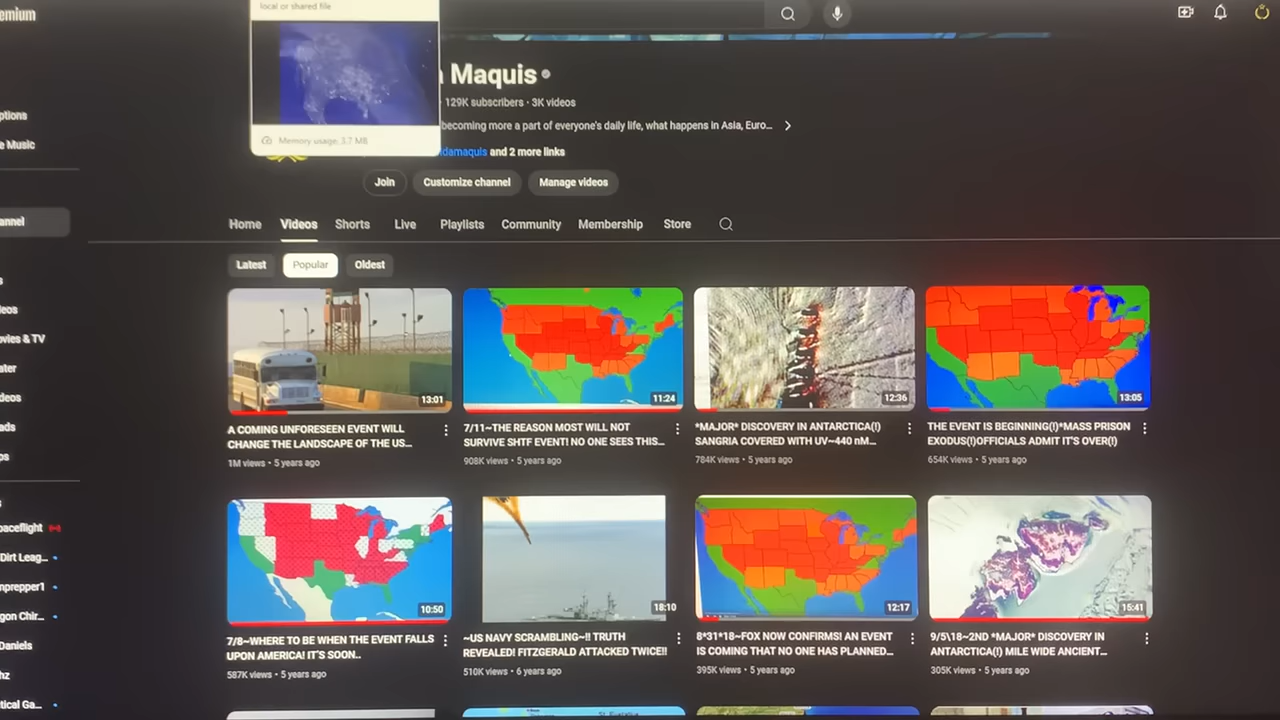 emium
local or shared file
Memory usage: 3.7 MB
Maquis
129K subscribers · 3K videos
becoming more a part of everyone's daily life, what happens in Asia, Euro...
damaquis and 2 more links
Join
Customize channel
Manage videos
ptions
e Music
annel
Home
Videos
Shorts
Live
Playlists
Community
Membership
Store
Latest
Popular
Oldest
s
deos
ovies & TV
ater
deos
ads
ps
s
paceflight
Dirt Leag...
nprepper1
gon Chir...
Daniels
hz
tical Ga...
13:01
A COMING UNFORESEEN EVENT WILL
CHANGE THE LANDSCAPE OF THE US...
1M views · 5 years ago
11:24
7/11~THE REASON MOST WILL NOT
SURVIVE SHTF EVENT! NO ONE SEES THIS...
908K views · 5 years ago
12:36
*MAJOR* DISCOVERY IN ANTARCTICA(!)
SANGRIA COVERED WITH UV~440 nM...
784K views · 5 years ago
13:05
THE EVENT IS BEGINNING(!)*MASS PRISON
EXODUS(!)OFFICIALS ADMIT IT'S OVER(!)
654K views · 5 years ago
10:50
7/8~WHERE TO BE WHEN THE EVENT FALLS
UPON AMERICA! IT'S SOON..
587K views · 5 years ago
18:10
~US NAVY SCRAMBLING~!! TRUTH
REVEALED! FITZGERALD ATTACKED TWICE!!
510K views · 6 years ago
12:17
8*31*18~FOX NOW CONFIRMS! AN EVENT
IS COMING THAT NO ONE HAS PLANNED...
395K views · 5 years ago
15:41
9/5\18~2ND *MAJOR* DISCOVERY IN
ANTARCTICA(!) MILE WIDE ANCIENT...
305K views · 5 years ago